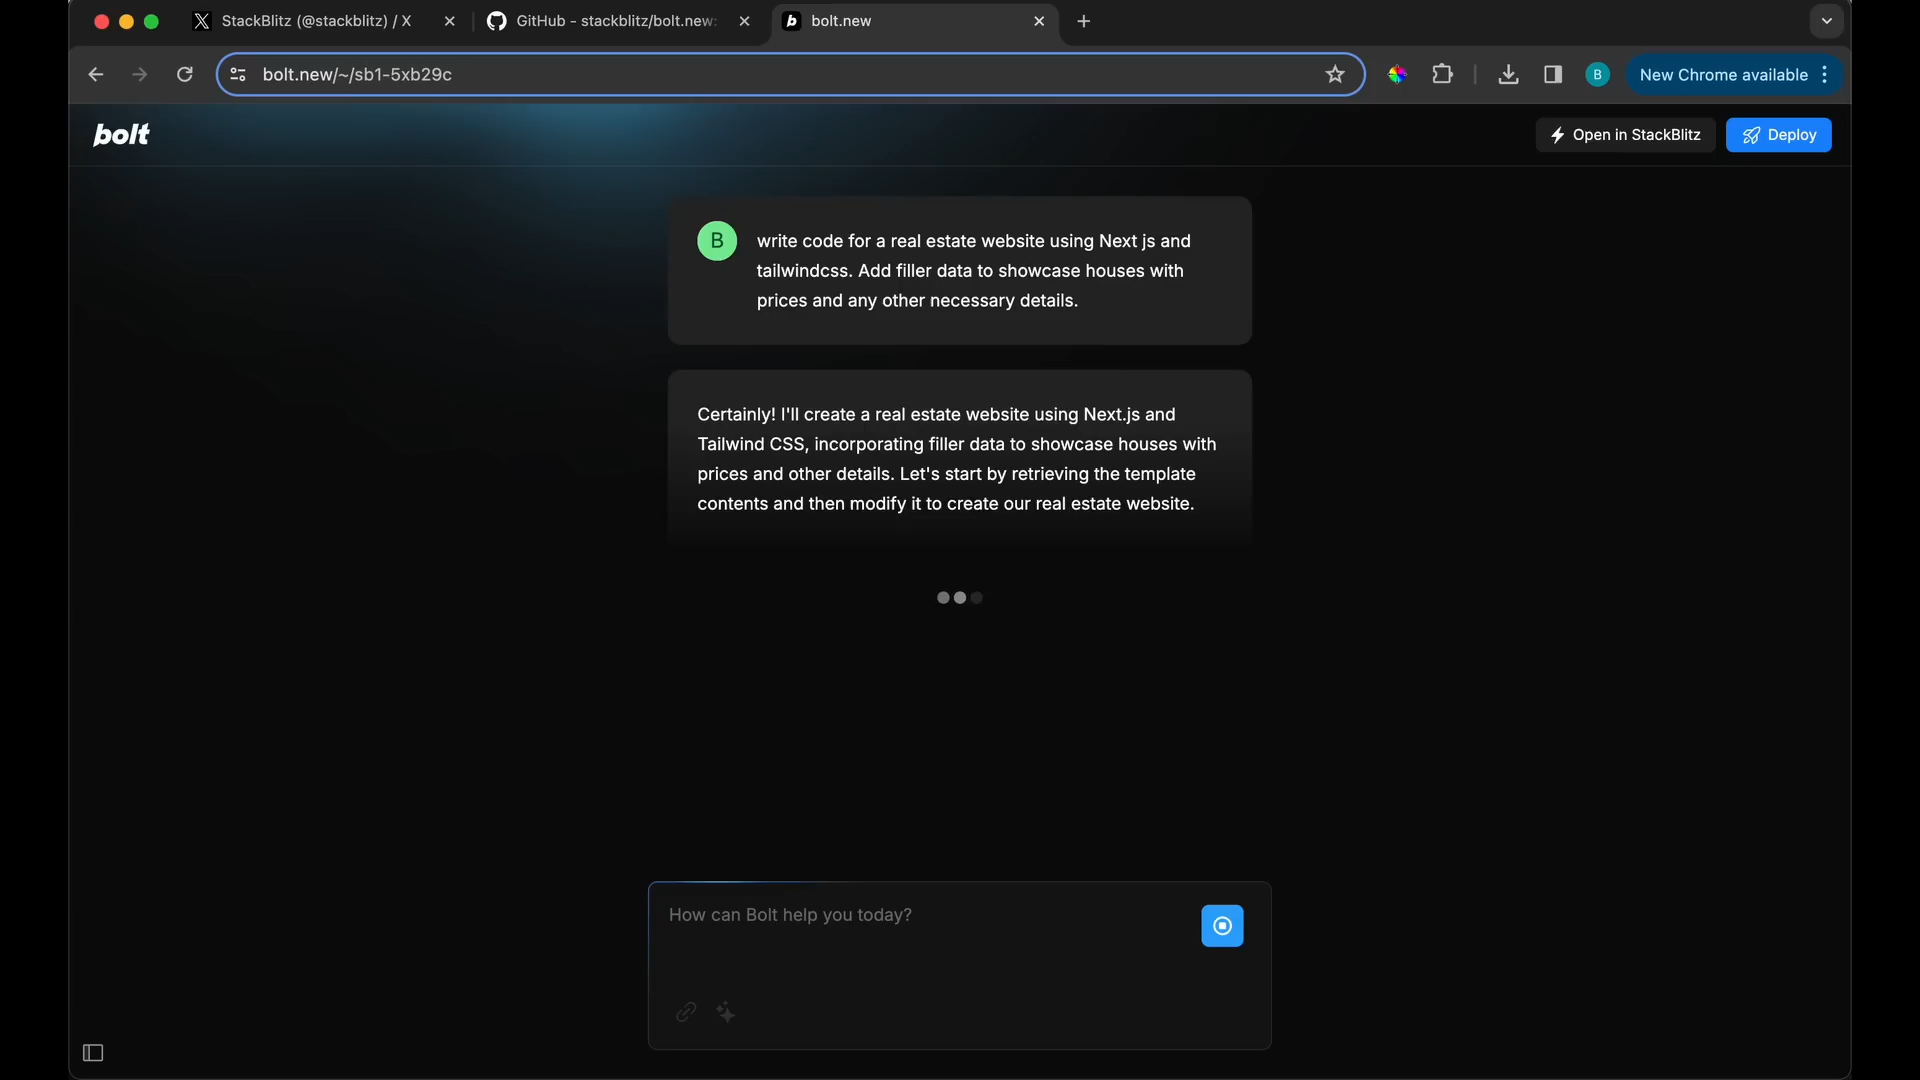 StackBlitz (@stackblitz) / X
GitHub - stackblitz/bolt.new:
b bolt.new
bolt.new/~/sb1-5xb29c
B
New Chrome available
bolt
Open in StackBlitz
Deploy
B
write code for a real estate website using Next js and
tailwindcss. Add filler data to showcase houses with
prices and any other necessary details.
Certainly! I'll create a real estate website using Next.js and
Tailwind CSS, incorporating filler data to showcase houses with
prices and other details. Let's start by retrieving the template
contents and then modify it to create our real estate website.
How can Bolt help you today?